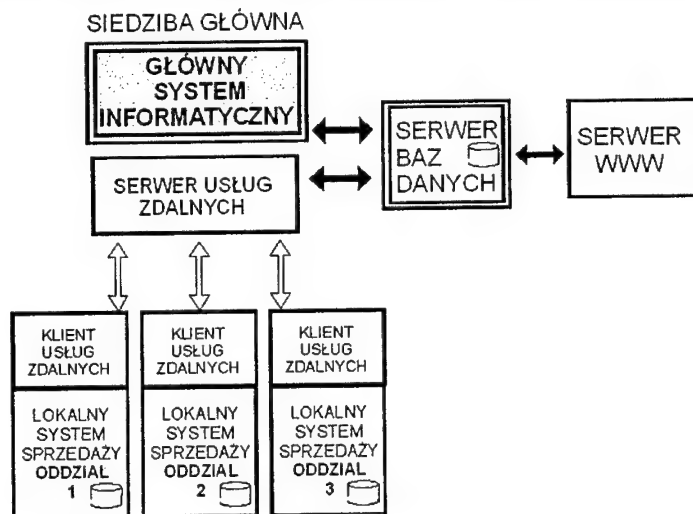 SIEDZIBA GŁÓWNA
GŁÓWNY
SYSTEM
INFORMATYCZNY
SERWER USŁUG
ZDALNYCH
SERWER
BAZ
DANYCH
SERWER
WWW
KLIENT
USŁUG
ZDALNYCH
LOKALNY
SYSTEM
SPRZEDAŻY
ODDZIAŁ
1
KLIENT
USŁUG
ZDALNYCH
LOKALNY
SYSTEM
SPRZEDAŻY
ODDZIAŁ
2
KLIENT
USŁUG
ZDALNYCH
LOKALNY
SYSTEM
SPRZEDAŻY
ODDZIAŁ
3